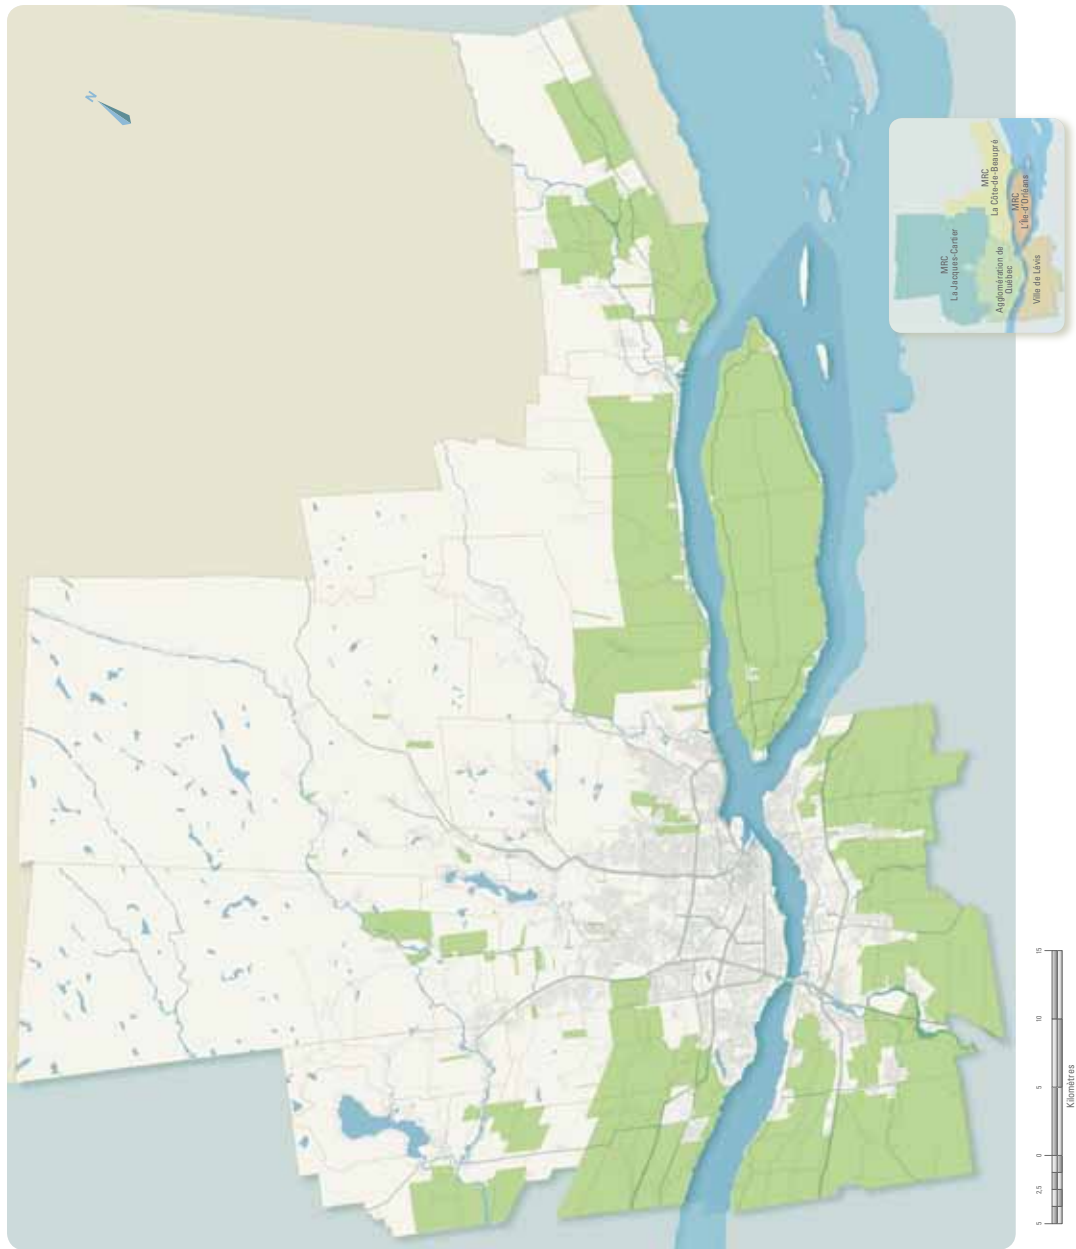 N
MRC
La Côte-de-Beaupré
MRC
L'Île-d'Orléans
MRC
La Jacques-Cartier
Agglomération de
Québec
Ville de Lévis
15
10
5
0
2,5
5
Kilomètres